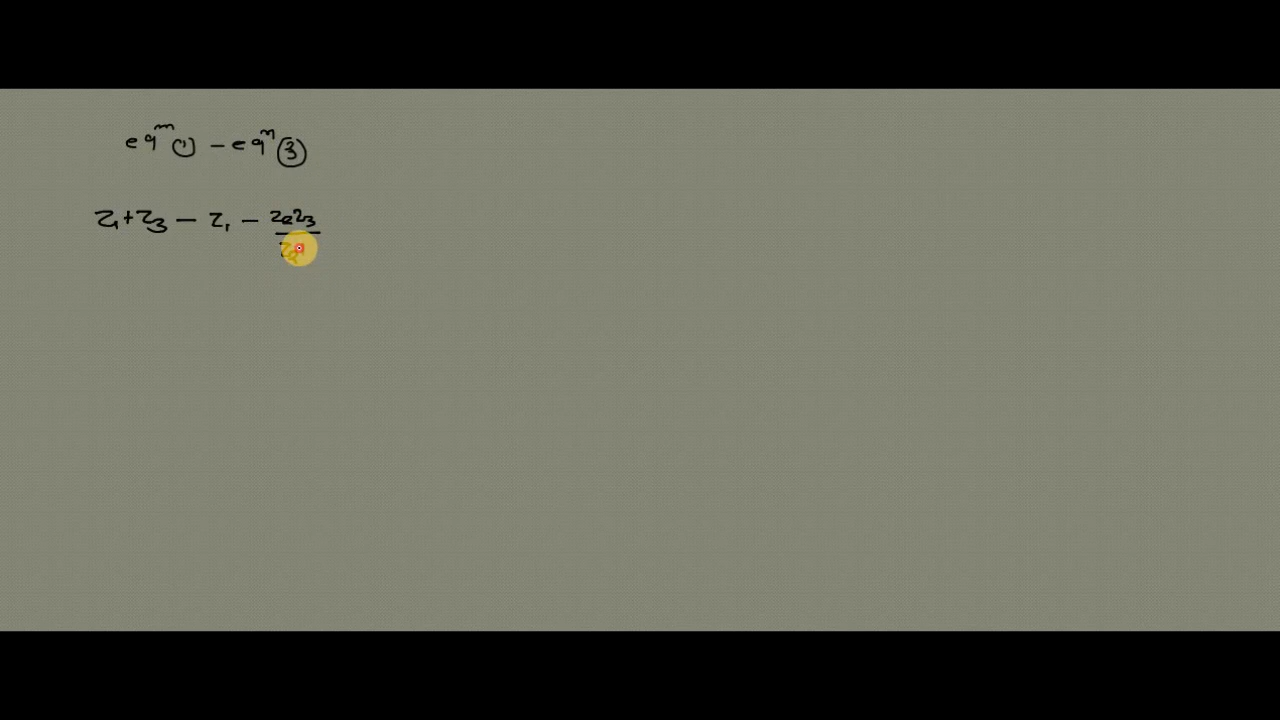 eqⁿ ① – eqⁿ ③
Z₁ + Z₃ – Z₁ – Z₂Z₃